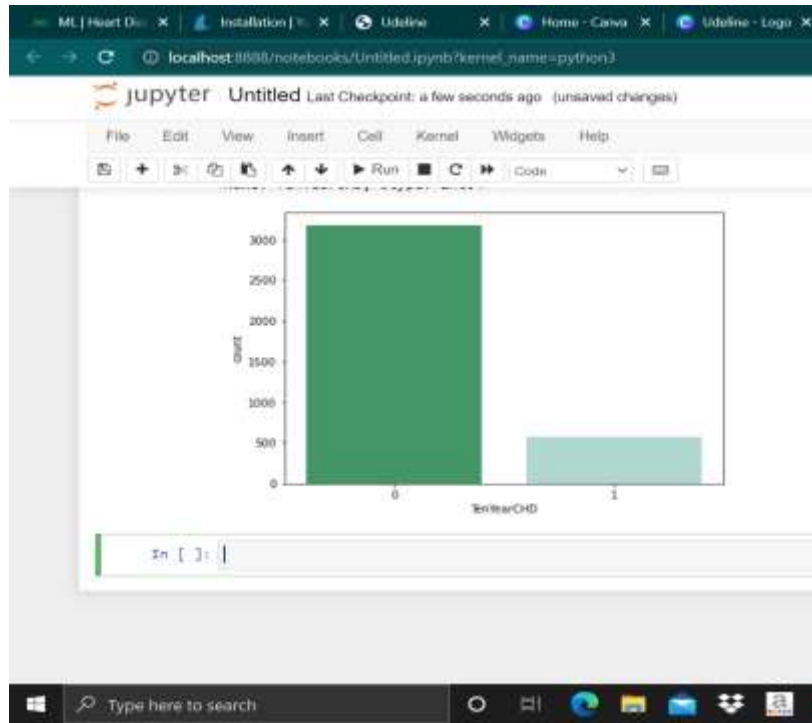 ML | Heart Di
Installation |
Udeline
Home - Canva
Udeline - Logo
localhost:8888/notebooks/Untitled.ipynb?kernel_name=python3
jupyter Untitled Last Checkpoint: a few seconds ago (unsaved changes)
File Edit View Insert Cell Kernel Widgets Help
Run Code
3000
2500
2000
1500
1000
500
0
count
0 1
TenYearCHD
In [ ]:
Type here to search
a